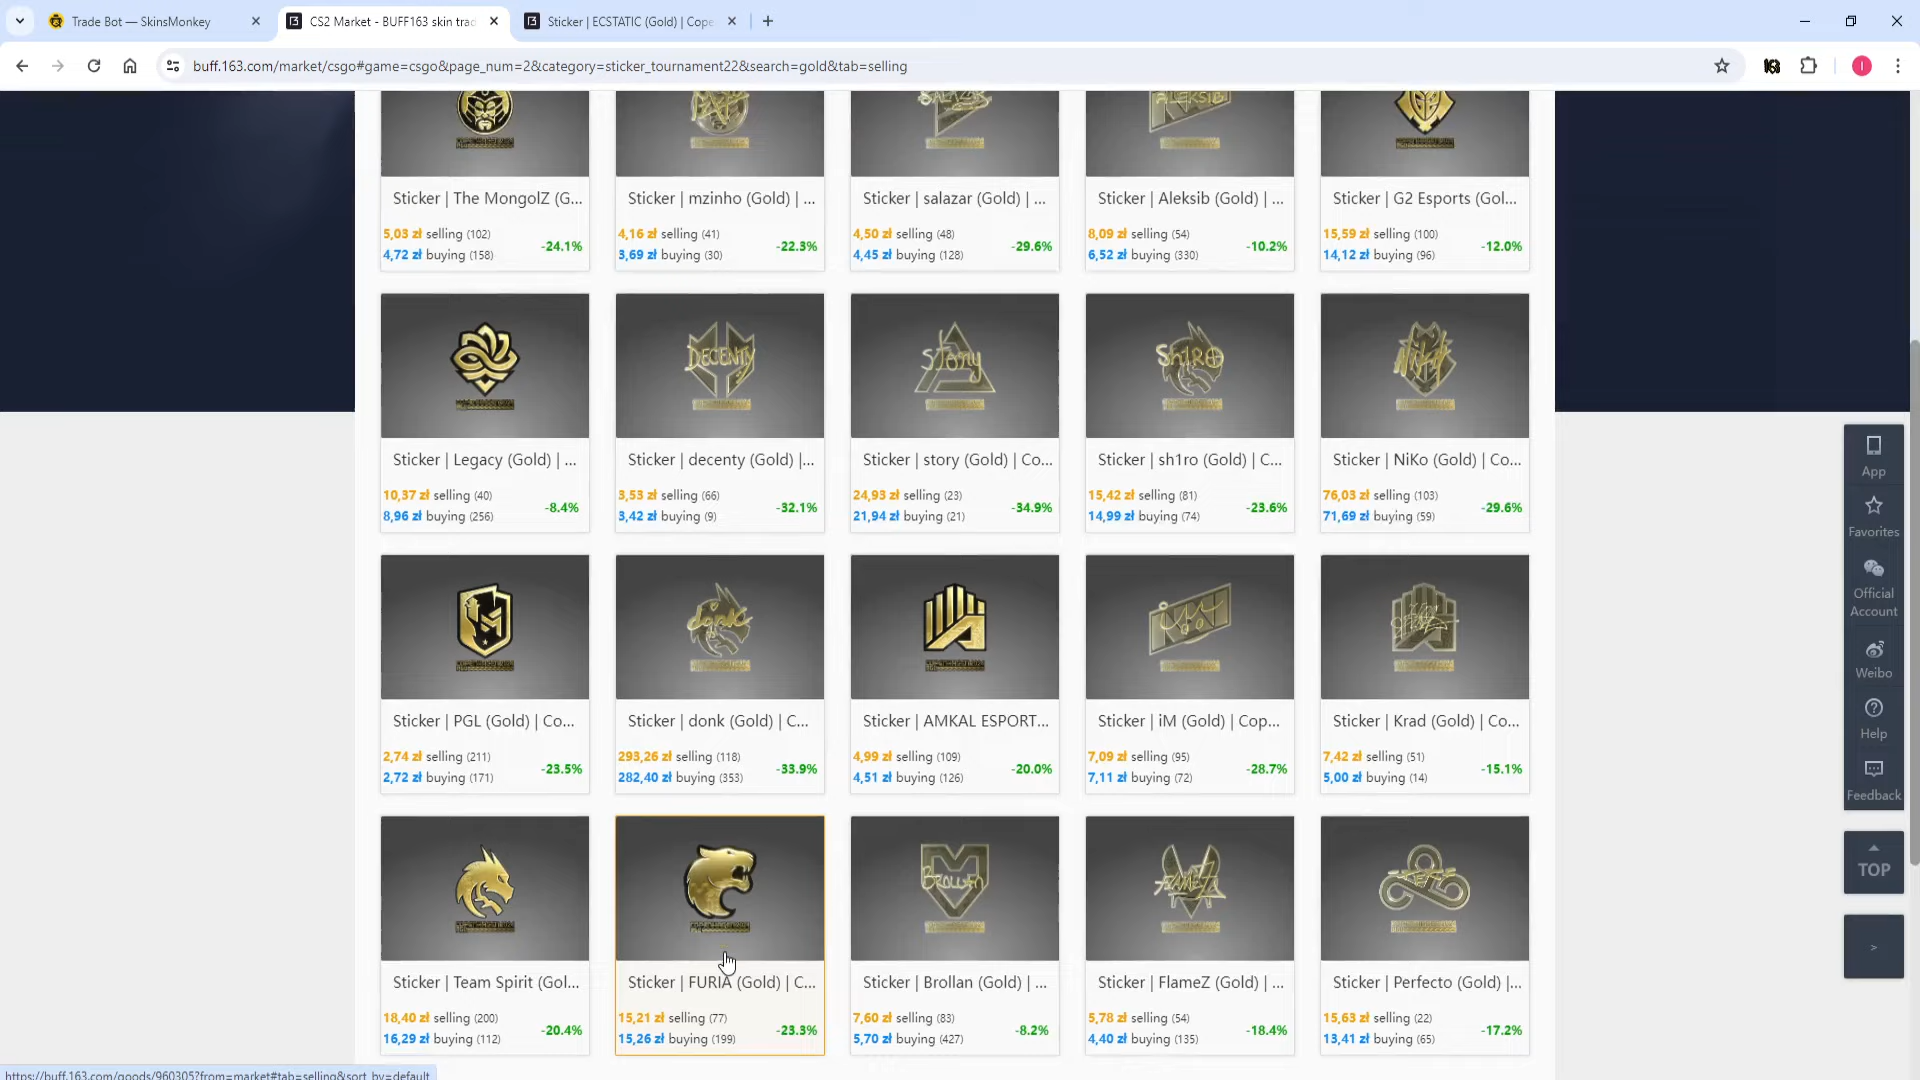 Trade Bot — SkinsMonkey
CS2 Market - BUFF163 skin trad
Sticker | ECSTATIC (Gold) | Cope
buff.163.com/market/csgo#game=csgo&page_num=2&category=sticker_tournament22&search=gold&tab=selling
SALAZAR
ALEKSIB
Sticker | The MongolZ (G...
Sticker | mzinho (Gold) | ...
Sticker | salazar (Gold) | ...
Sticker | Aleksib (Gold) | ...
Sticker | G2 Esports (Gol...
5,03 zł selling (102)
4,72 zł buying (158)
-24.1%
4,16 zł selling (41)
3,69 zł buying (30)
-22.3%
4,50 zł selling (48)
4,45 zł buying (128)
-29.6%
8,09 zł selling (54)
6,52 zł buying (330)
-10.2%
15,59 zł selling (100)
14,12 zł buying (96)
-12.0%
DECENTY
story
Sh1RO
NiKo
Sticker | Legacy (Gold) | ...
Sticker | decenty (Gold) |...
Sticker | story (Gold) | Co...
Sticker | sh1ro (Gold) | C...
Sticker | NiKo (Gold) | Co...
10,37 zł selling (40)
8,96 zł buying (256)
-8.4%
3,53 zł selling (66)
3,42 zł buying (9)
-32.1%
24,93 zł selling (23)
21,94 zł buying (21)
-34.9%
15,42 zł selling (81)
14,99 zł buying (74)
-23.6%
76,03 zł selling (103)
71,69 zł buying (59)
-29.6%
donk
Sticker | PGL (Gold) | Co...
Sticker | donk (Gold) | C...
Sticker | AMKAL ESPORT...
Sticker | iM (Gold) | Cop...
Sticker | Krad (Gold) | Co...
2,74 zł selling (211)
2,72 zł buying (171)
-23.5%
293,26 zł selling (118)
282,40 zł buying (353)
-33.9%
4,99 zł selling (109)
4,51 zł buying (126)
-20.0%
7,09 zł selling (95)
7,11 zł buying (72)
-28.7%
7,42 zł selling (51)
5,00 zł buying (14)
-15.1%
BROLLAN
FLAMEZ
Sticker | Team Spirit (Gol...
Sticker | FURIA (Gold) | C...
Sticker | Brollan (Gold) | ...
Sticker | FlameZ (Gold) | ...
Sticker | Perfecto (Gold) |...
18,40 zł selling (200)
16,29 zł buying (112)
-20.4%
15,21 zł selling (77)
15,26 zł buying (199)
-23.3%
7,60 zł selling (83)
5,70 zł buying (427)
-8.2%
5,78 zł selling (54)
4,40 zł buying (135)
-18.4%
15,63 zł selling (22)
13,41 zł buying (65)
-17.2%
App
Favorites
Official
Account
Weibo
Help
Feedback
TOP
>
https://buff.163.com/goods/960305?from=market#tab=selling&sort_by=default